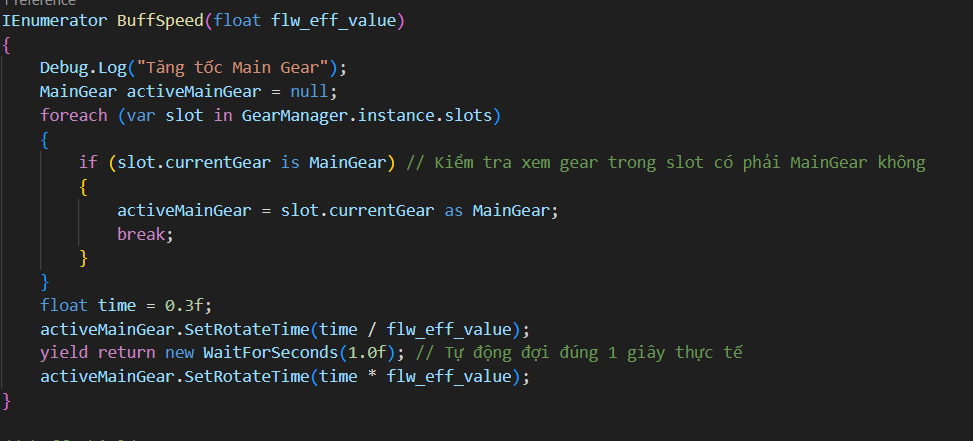 IEnumerator BuffSpeed(float flw_eff_value)
{
    Debug.Log("Tăng tốc Main Gear");
    MainGear activeMainGear = null;
    foreach (var slot in GearManager.instance.slots)
    {
        if (slot.currentGear is MainGear) // Kiểm tra xem gear trong slot có phải MainGear không
        {
            activeMainGear = slot.currentGear as MainGear;
            break;
        }
    }
    float time = 0.3f;
    activeMainGear.SetRotateTime(time / flw_eff_value);
    yield return new WaitForSeconds(1.0f); // Tự động đợi đúng 1 giây thực tế
    activeMainGear.SetRotateTime(time * flw_eff_value);
}